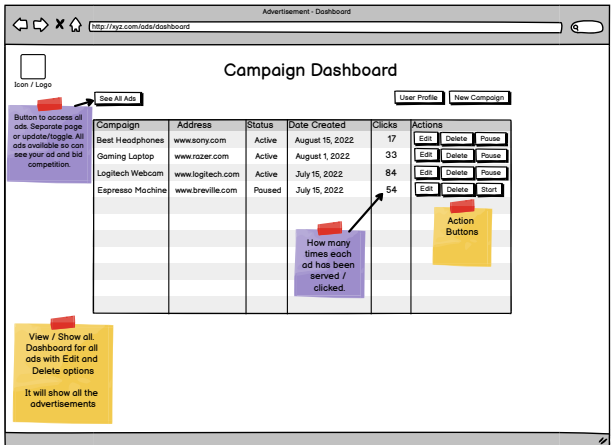 Advertisement - Dashboard
http://xyz.com/ads/dashboard
Icon / Logo
Campaign Dashboard
See All Ads
User Profile
New Campaign
Button to access all
ads. Separate page
or update/toggle. All
ads available so can
see your ad and bid
competition.
Campaign Address Status Date Created Clicks Actions
Best Headphones www.sony.com Active August 15, 2022 17 Edit Delete Pause
Gaming Laptop www.razer.com Active August 1, 2022 33 Edit Delete Pause
Logitech Webcam www.logitech.com Active July 15, 2022 84 Edit Delete Pause
Espresso Machine www.breville.com Paused July 15, 2022 54 Edit Delete Start
Action
Buttons
How many
times each
ad has been
served /
clicked.
View / Show all.
Dashboard for all
ads with Edit and
Delete options
It will show all the
advertisements